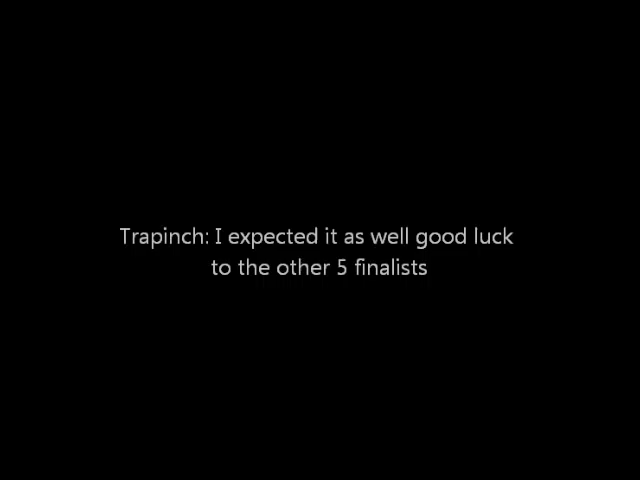 Trapinch: I expected it as well good luck
to the other 5 finalists